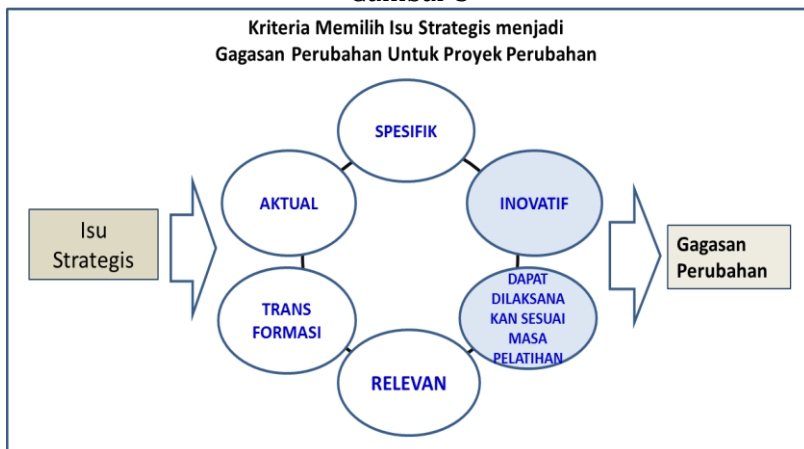 Kriteria Memilih Isu Strategis menjadi
Gagasan Perubahan Untuk Proyek Perubahan
SPESIFIK
AKTUAL
INOVATIF
Isu
Strategis
Gagasan
Perubahan
TRANS
FORMASI
DAPAT
DILAKSANA
KAN SESUAI
MASA
PELATIHAN
RELEVAN